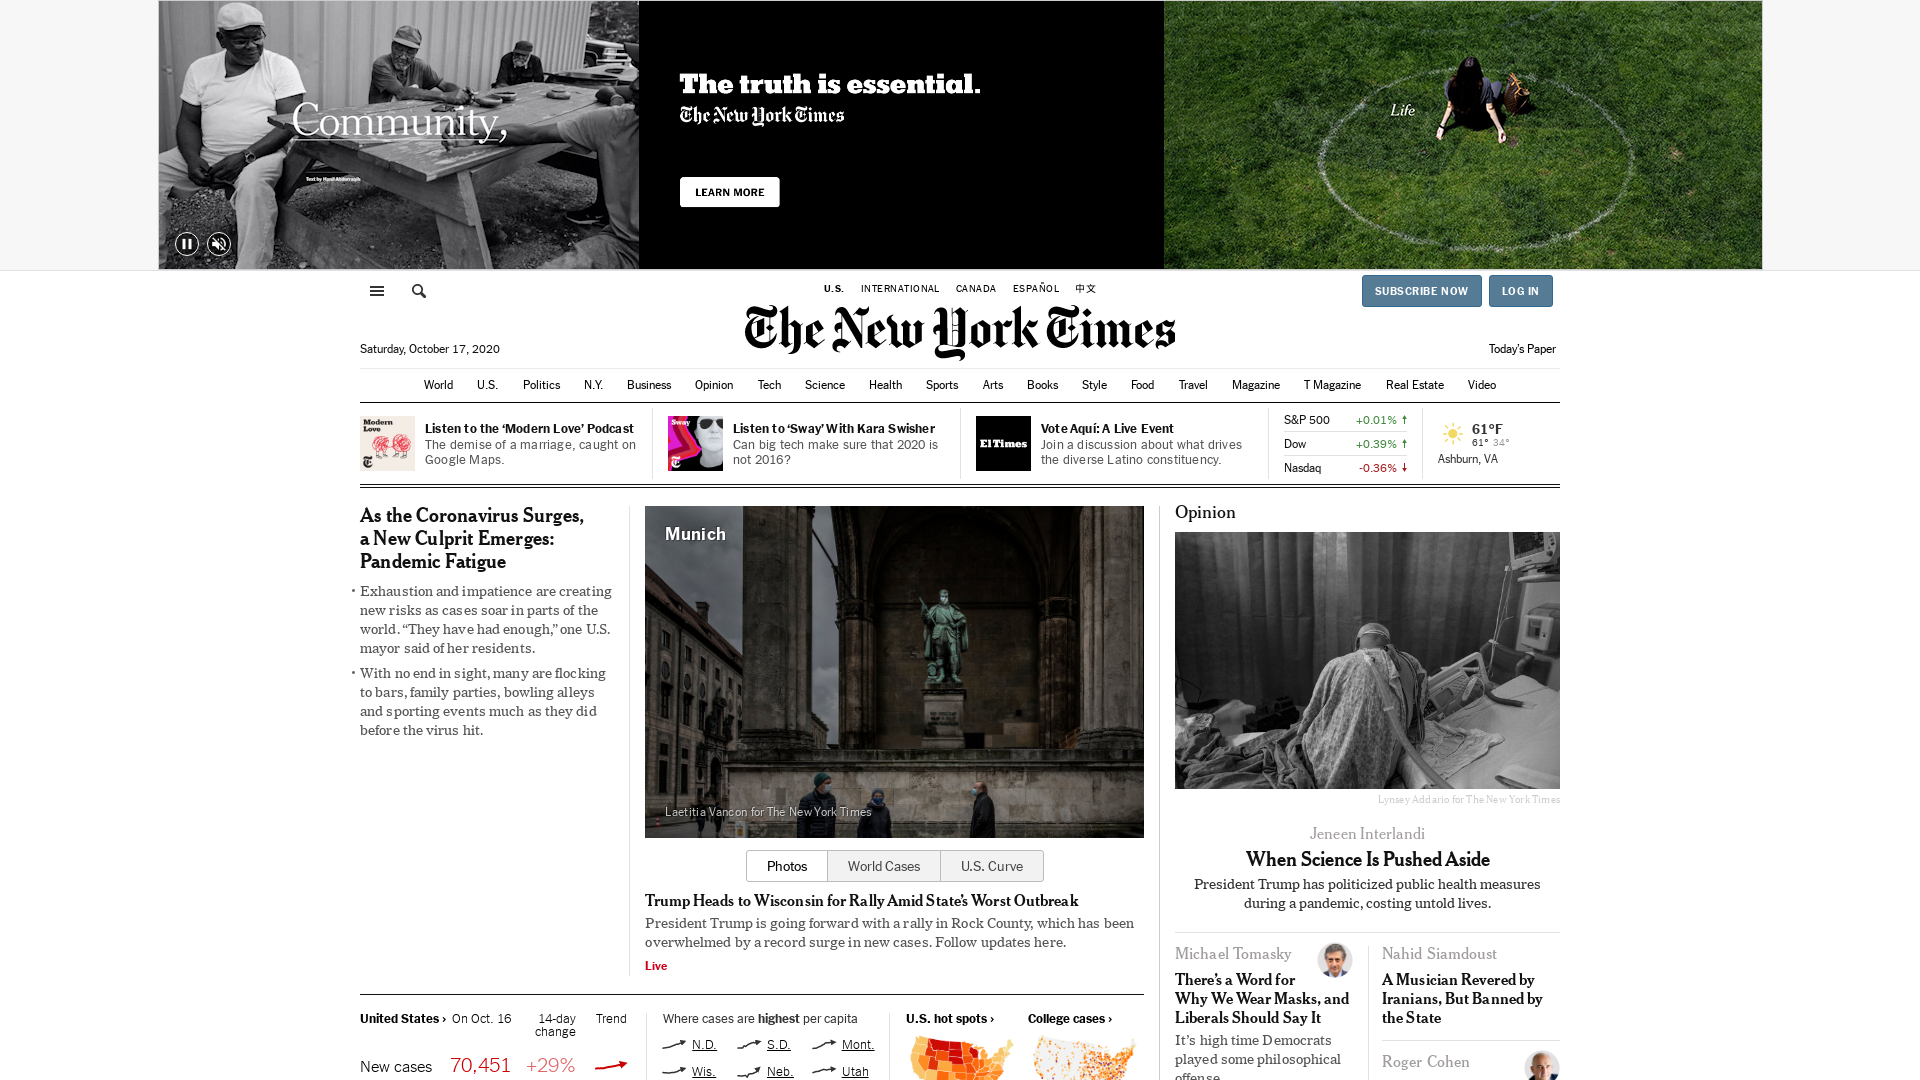 Community,
Text by Hanif Abdurraqib
The truth is essential.
The New York Times
LEARN MORE
Life
U.S.
INTERNATIONAL
CANADA
ESPAÑOL
中文
SUBSCRIBE NOW
LOG IN
The New York Times
Saturday, October 17, 2020
Today's Paper
World
U.S.
Politics
N.Y.
Business
Opinion
Tech
Science
Health
Sports
Arts
Books
Style
Food
Travel
Magazine
T Magazine
Real Estate
Video
Modern
Love
Listen to the ‘Modern Love’ Podcast
The demise of a marriage, caught on
Google Maps.
Sway
Listen to ‘Sway’ With Kara Swisher
Can big tech make sure that 2020 is
not 2016?
El Times
Vote Aquí: A Live Event
Join a discussion about what drives
the diverse Latino constituency.
S&P 500 +0.01% ↑
Dow +0.39% ↑
Nasdaq -0.36% ↓
61°F
61° 34°
Ashburn, VA
As the Coronavirus Surges,
a New Culprit Emerges:
Pandemic Fatigue
• Exhaustion and impatience are creating
new risks as cases soar in parts of the
world. “They have had enough,” one U.S.
mayor said of her residents.
• With no end in sight, many are flocking
to bars, family parties, bowling alleys
and sporting events much as they did
before the virus hit.
Munich
Laetitia Vancon for The New York Times
Photos
World Cases
U.S. Curve
Trump Heads to Wisconsin for Rally Amid State’s Worst Outbreak
President Trump is going forward with a rally in Rock County, which has been
overwhelmed by a record surge in new cases. Follow updates here.
Live
United States › On Oct. 16 14-day
change Trend
New cases 70,451 +29%
Where cases are highest per capita
N.D. S.D. Mont.
Wis. Neb. Utah
U.S. hot spots ›
College cases ›
Opinion
Lynsey Addario for The New York Times
Jeneen Interlandi
When Science Is Pushed Aside
President Trump has politicized public health measures
during a pandemic, costing untold lives.
Michael Tomasky
There’s a Word for
Why We Wear Masks, and
Liberals Should Say It
It’s high time Democrats
played some philosophical
offense.
Nahid Siamdoust
A Musician Revered by
Iranians, But Banned by
the State
Roger Cohen